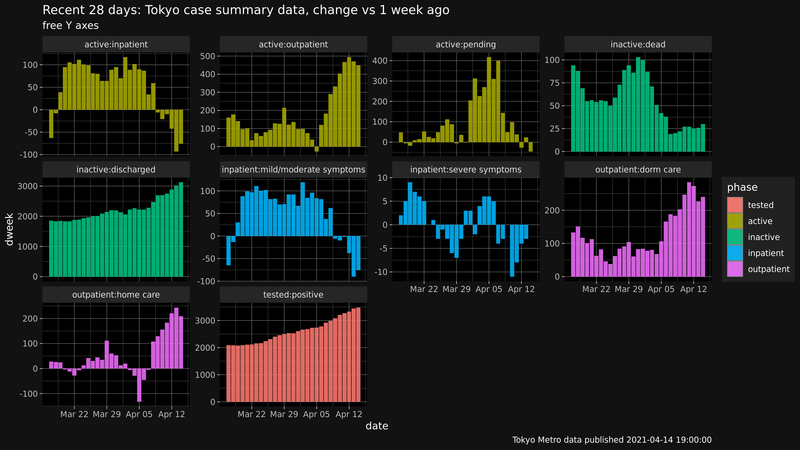 Recent 28 days: Tokyo case summary data, change vs 1 week ago
free Y axes
active:inpatient
active:outpatient
active:pending
inactive:dead
100
50
0
-50
-100
500
400
300
200
100
0
400
300
200
100
0
100
75
50
25
0
inactive:discharged
inpatient:mild/moderate symptoms
inpatient:severe symptoms
outpatient:dorm care
3000
2000
1000
0
100
50
0
-50
-100
10
5
0
-5
-10
200
100
0
Mar 22 Mar 29 Apr 05 Apr 12
Mar 22 Mar 29 Apr 05 Apr 12
outpatient:home care
tested:positive
200
100
0
-100
3000
2000
1000
0
Mar 22 Mar 29 Apr 05 Apr 12
Mar 22 Mar 29 Apr 05 Apr 12
dweek
date
phase
tested
active
inactive
inpatient
outpatient
Tokyo Metro data published 2021-04-14 19:00:00